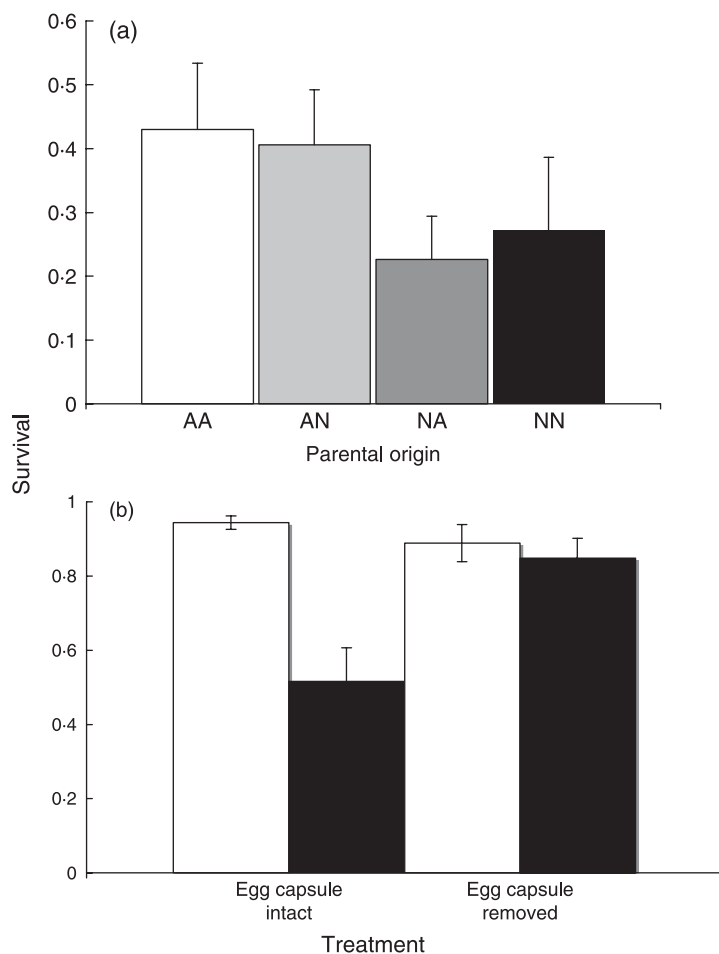 (a)
0·6
0·5
0·4
0·3
0·2
0·1
0
AA AN NA NN
Parental origin
Survival
(b)
1
0·8
0·6
0·4
0·2
0
Egg capsule intact
Egg capsule removed
Treatment